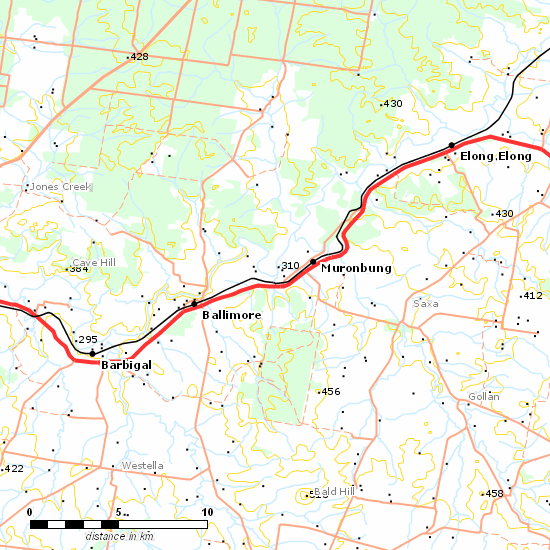 428
430
Elong Elong
Jones Creek
430
Cave Hill
384
310
Muronbung
412
Saxa
Ballimore
295
Barbigal
456
Gollan
422
Westella
Bald Hill
458
0 5 10
distance in km